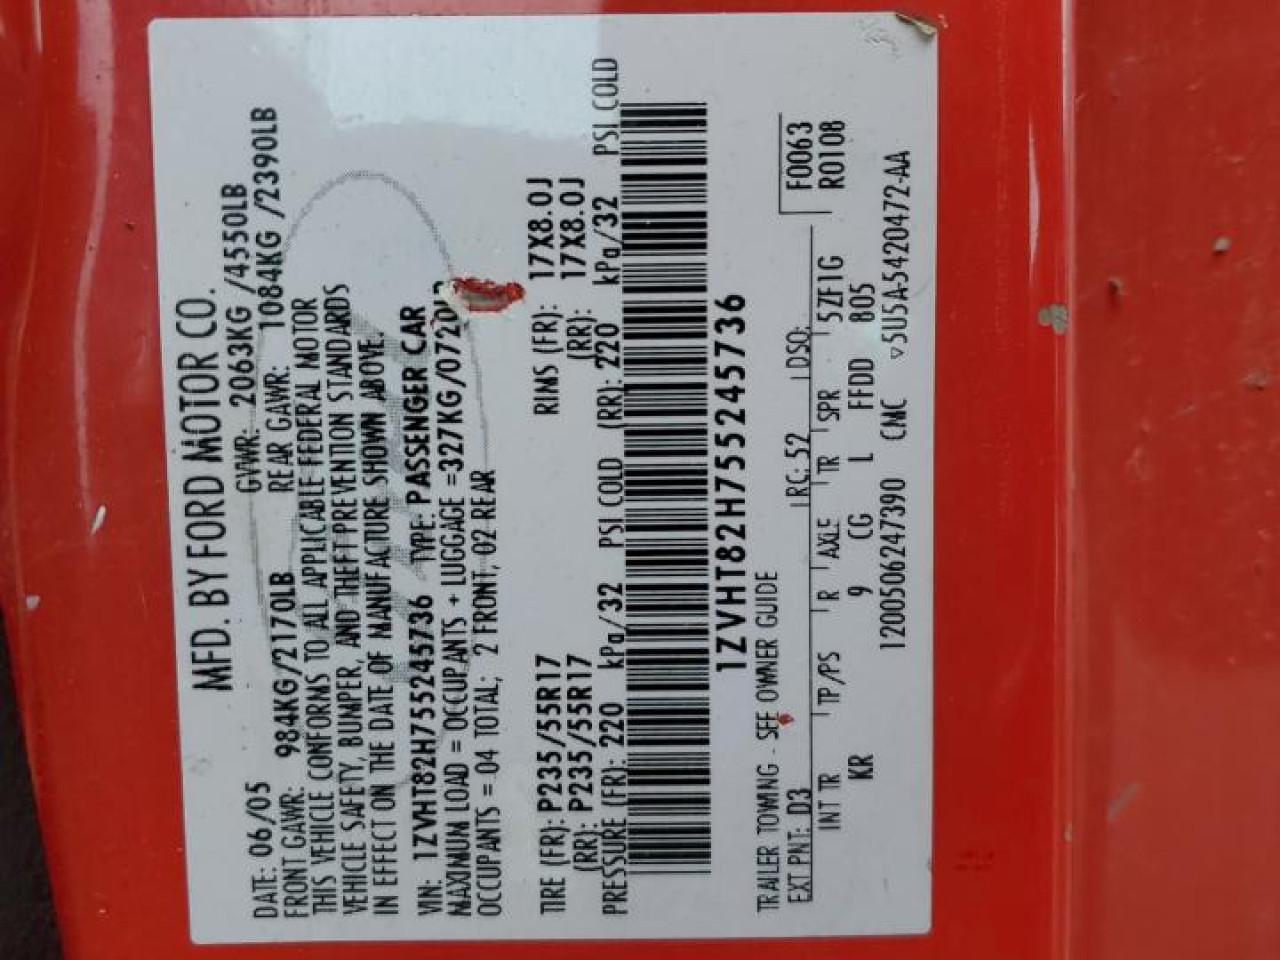 MFD. BY FORD MOTOR CO.
DATE: 06/05 GVWR: 2063KG /4550LB
FRONT GAWR: 984KG/2170LB REAR GAWR: 1084KG /2390LB
THIS VEHICLE CONFORMS TO ALL APPLICABLE FEDERAL MOTOR
VEHICLE SAFETY, BUMPER, AND THEFT PREVENTION STANDARDS
IN EFFECT ON THE DATE OF MANUFACTURE SHOWN ABOVE.
VIN: 1ZVHT82H755245736 TYPE: PASSENGER CAR
MAXIMUM LOAD = OCCUPANTS + LUGGAGE =327KG/0720
OCCUPANTS = 04 TOTAL; 2 FRONT, 02 REAR
TIRE (FR): P235/55R17 RIMS (FR): 17X8.0J
(RR): P235/55R17 (RR): 17X8.0J
PRESSURE (FR): 220 kPa/32 PSI COLD (RR): 220 kPa/32 PSI COLD
1ZVHT82H755245736
TRAILER TOWING - SEE OWNER GUIDE
EXT PNT: D3 RC: 52 DSO: F0063
INT TR TP/PS R AXLE TR SPR 5ZF1G R0108
KR 9 CG L FFDD 805
1200506247390 CMC ▽5U5A-5420472-AA